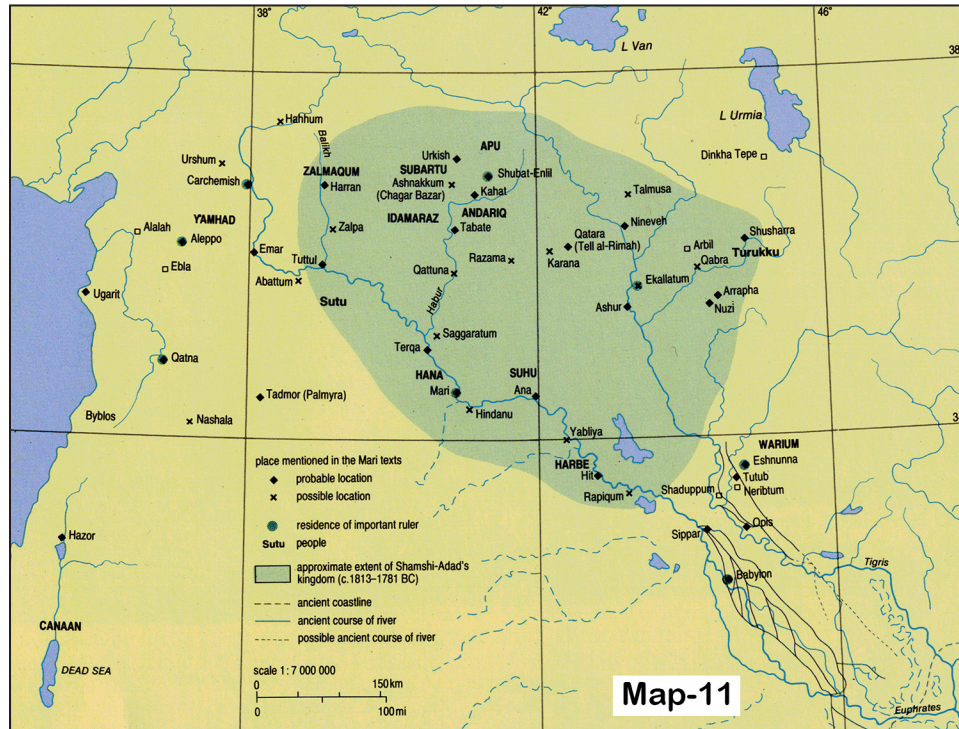 38°
42°
46°
L Van
38
L Urmia
Hahhum
Balikh
APU
Urkish
Dinkha Tepe
Urshum
ZALMAQUM
SUBARTU
Shubat-Enlil
Carchemish
Harran
Ashnakkum
(Chagar Bazar)
Kahat
Talmusa
YAMHAD
IDAMARAZ
ANDARIQ
Alalah
Aleppo
Zalpa
Tabate
Nineveh
Qatara
(Tell al-Rimah)
Shusharra
Emar
Arbil
Turukku
Ebla
Tuttul
Razama
Karana
Qabra
Abattum
Qattuna
Ekallatum
Ugarit
Sutu
Habur
Ashur
Arrapha
Nuzi
Saggaratum
Terqa
Qatna
HANA
SUHU
Mari
Ana
Tadmor (Palmyra)
Hindanu
Byblos
Nashala
Yabliya
3
WARIUM
place mentioned in the Mari texts
HARBE
Eshnunna
probable location
Hit
Tutub
possible location
Shaduppum
Neribtum
Rapiqum
residence of important ruler
Opis
Hazor
Sutu people
Sippar
approximate extent of Shamshi-Adad's
kingdom (c.1813–1781 BC)
Tigris
Babylon
ancient coastline
ancient course of river
CANAAN
possible ancient course of river
DEAD SEA
scale 1: 7 000 000
0 150km
0 100mi
Map-11
Euphrates